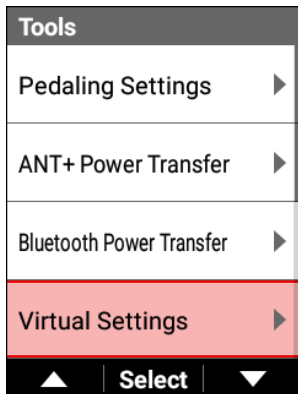 Tools
Pedaling Settings
ANT+ Power Transfer
Bluetooth Power Transfer
Virtual Settings
Select